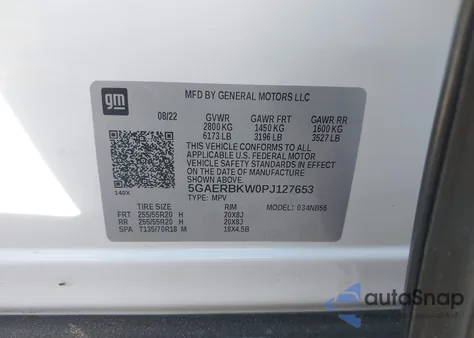 gm
MFD BY GENERAL MOTORS LLC
08/22 GVWR GAWR FRT GAWR RR
2800 KG 1450 KG 1600 KG
6173 LB 3196 LB 3527 LB
THIS VEHICLE CONFORMS TO ALL
APPLICABLE U.S. FEDERAL MOTOR
VEHICLE SAFETY STANDARDS IN
EFFECT ON THE DATE OF
MANUFACTURE SHOWN ABOVE.
5GAERBKW0PJ127653
TYPE: MPV
140X
TIRE SIZE RIM MODEL: 034NB56
FRT 255/55R20 H 20X8J
RR 255/55R20 H 20X8J
SPA T135/70R18 M 18X4.5B
autoSnap